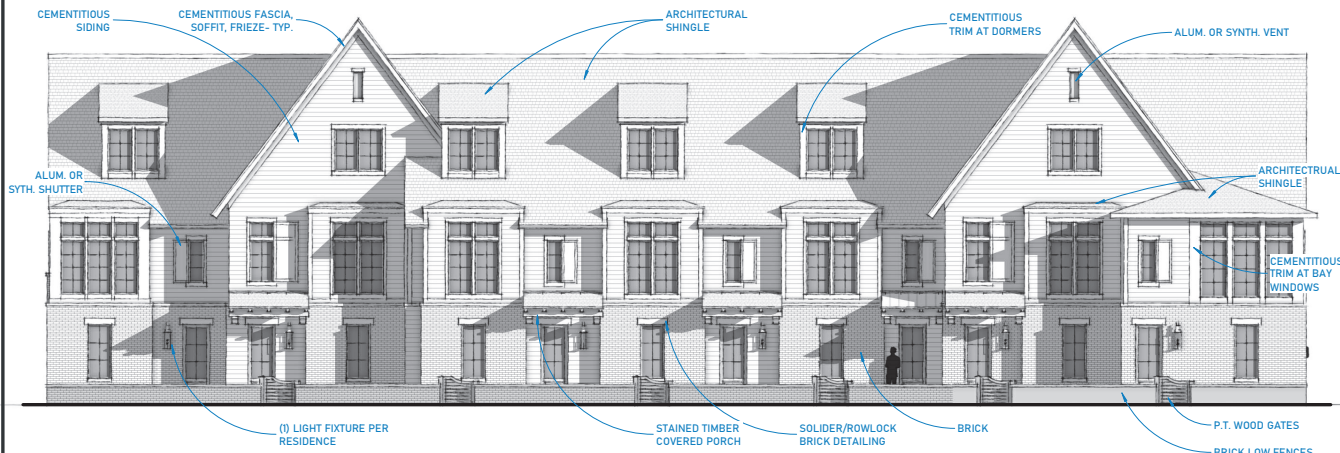 CEMENTITIOUS
SIDING
CEMENTITIOUS FASCIA,
SOFFIT, FRIEZE- TYP.
ARCHITECTURAL
SHINGLE
CEMENTITIOUS
TRIM AT DORMERS
ALUM. OR SYNTH. VENT
ALUM. OR
SYTH. SHUTTER
ARCHITECTRUAL
SHINGLE
CEMENTITIOUS
TRIM AT BAY
WINDOWS
(1) LIGHT FIXTURE PER
RESIDENCE
STAINED TIMBER
COVERED PORCH
SOLIDER/ROWLOCK
BRICK DETAILING
BRICK
P.T. WOOD GATES
BRICK LOW FENCES